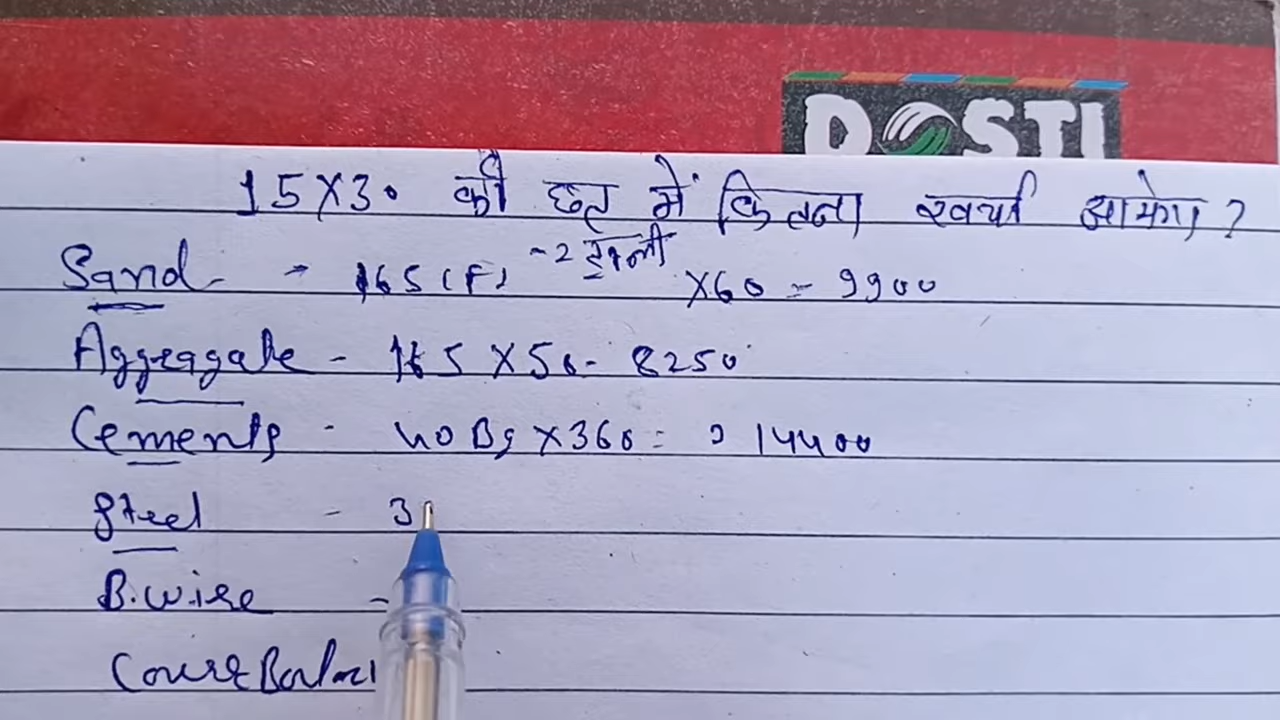 DOSTI
15X30 की छत में कितना खर्चा आयेगा?
Sand - 165 CFt -2 ट्राली X60 = 9900
Aggregate - 165 X 50 - 8250
Cements - 40 Bg X 360 = 14400
Steel - 3
B.wire -